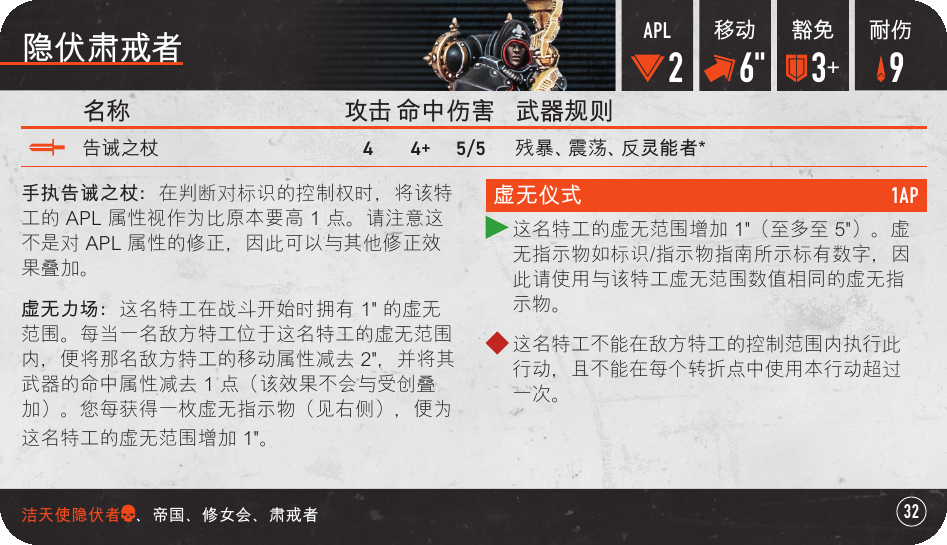 隐伏肃戒者
APL 移动 豁免 耐伤
2 6" 3+ 9
名称 攻击 命中 伤害 武器规则
告诫之杖 4 4+ 5/5 残暴、震荡、反灵能者*
手执告诫之杖：在判断对标识的控制权时，将该特
工的 APL 属性视作为比原本要高 1 点。请注意这
不是对 APL 属性的修正，因此可以与其他修正效
果叠加。
虚无力场：这名特工在战斗开始时拥有 1" 的虚无
范围。每当一名敌方特工位于这名特工的虚无范围
内，便将那名敌方特工的移动属性减去 2"，并将其
武器的命中属性减去 1 点（该效果不会与受创叠
加）。您每获得一枚虚无指示物（见右侧），便为
这名特工的虚无范围增加 1"。
虚无仪式 1AP
这名特工的虚无范围增加 1"（至多至 5"）。虚
无指示物如标识/指示物指南所示标有数字，因
此请使用与该特工虚无范围数值相同的虚无指
示物。
这名特工不能在敌方特工的控制范围内执行此
行动，且不能在每个转折点中使用本行动超过
一次。
洁天使隐伏者、帝国、修女会、肃戒者
32